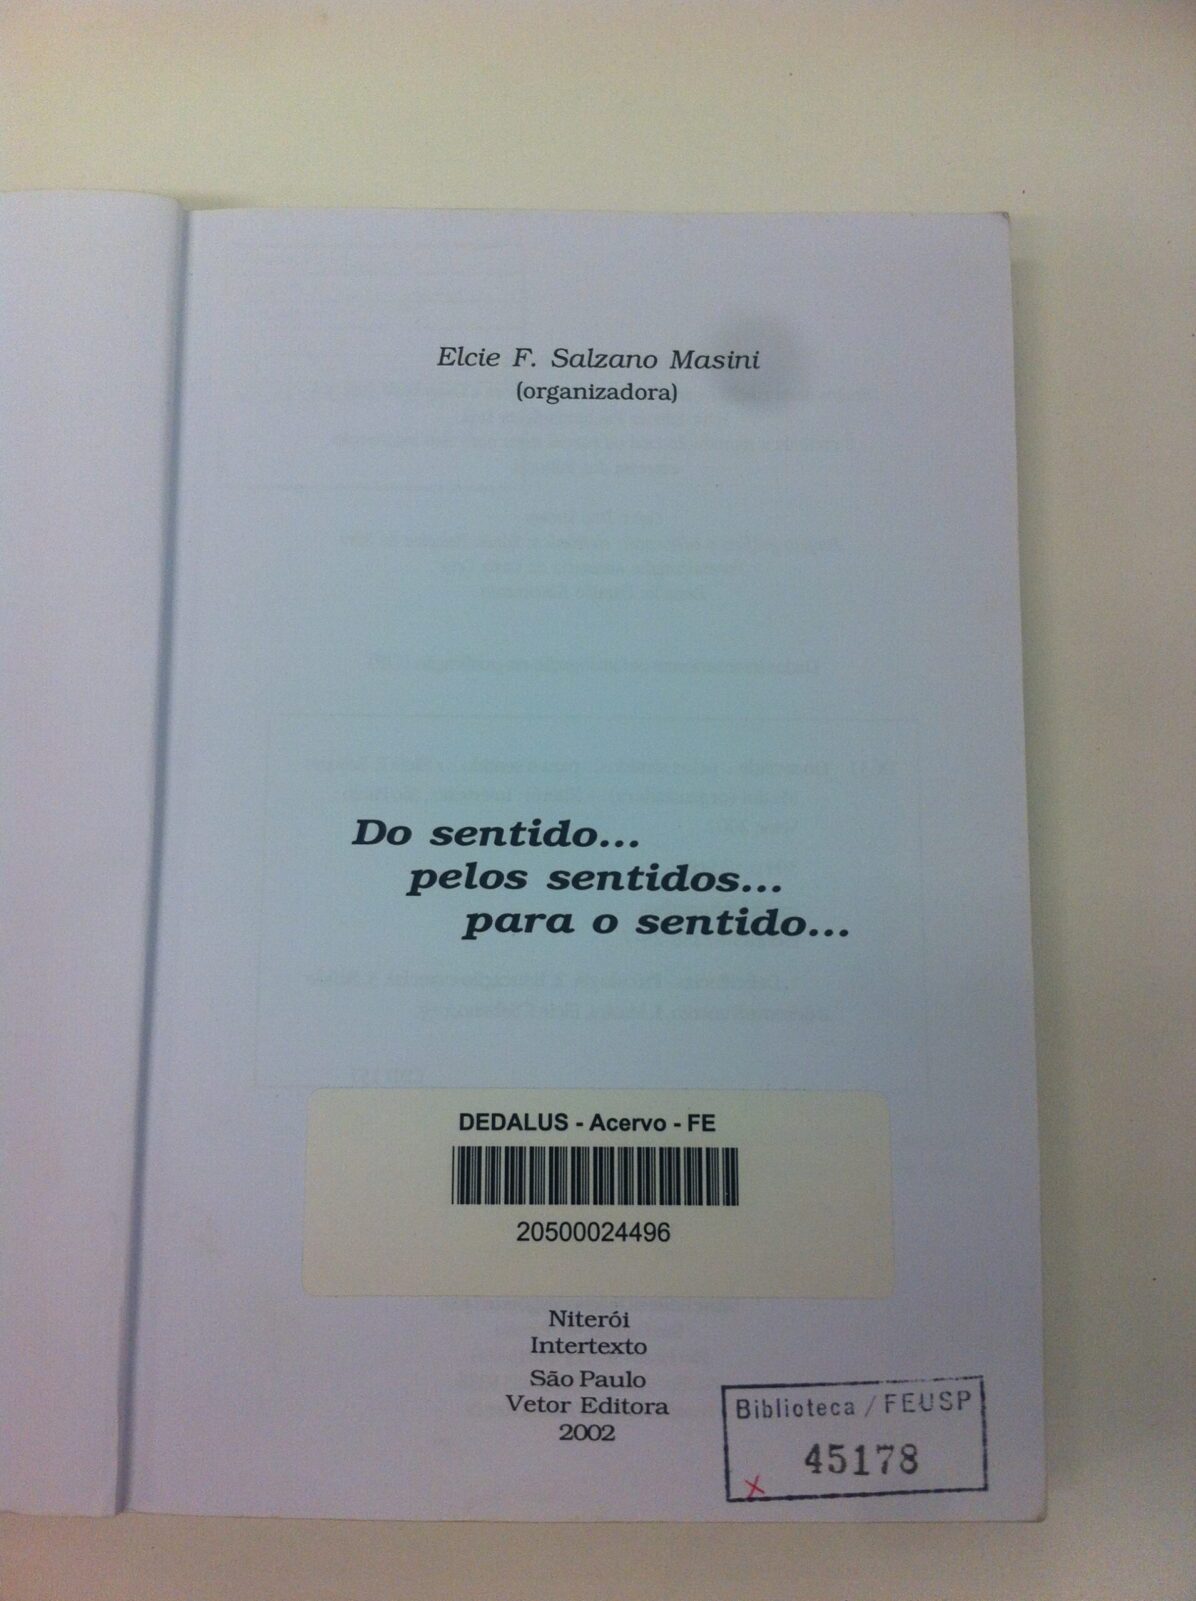 Elcie F. Salzano Masini
(organizadora)
Do sentido...
pelos sentidos...
para o sentido...
DEDALUS - Acervo - FE
20500024496
Niterói
Intertexto
São Paulo
Vetor Editora
2002
Biblioteca / FEUSP
45178
x